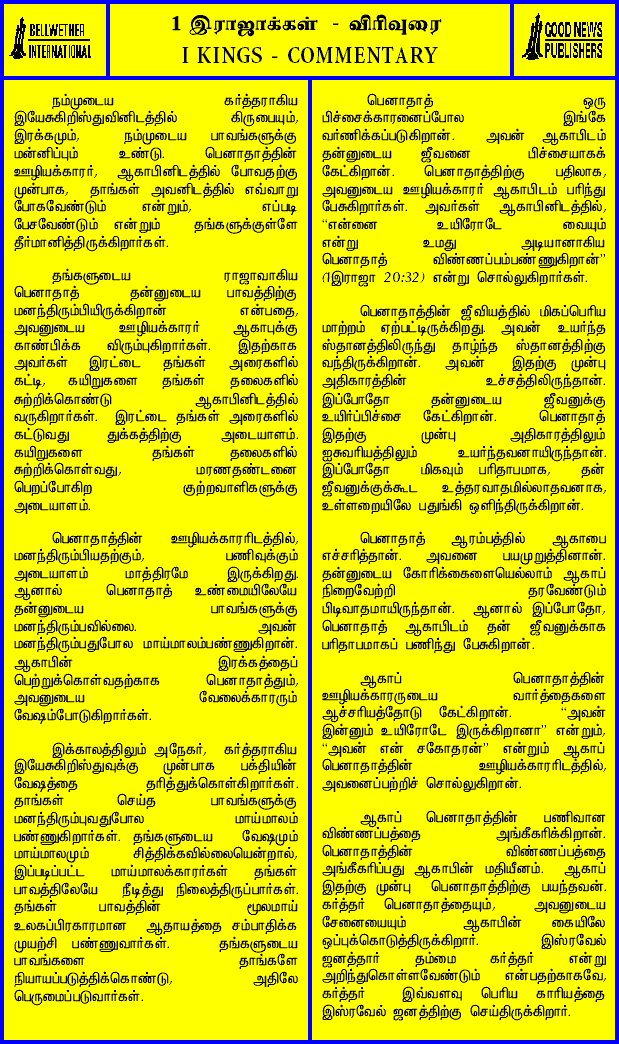 BELLWETHER
INTERNATIONAL
1 இராஜாக்கள் - விரிவுரை
I KINGS - COMMENTARY
GOOD NEWS
PUBLISHERS
நம்முடைய கர்த்தராகிய
இயேசுகிறிஸ்துவினிடத்தில் கிருபையும்,
இரக்கமும், நம்முடைய பாவங்களுக்கு
மன்னிப்பும் உண்டு. பெனாதாத்தின்
ஊழியக்காரர், ஆகாபினிடத்தில் போவதற்கு
முன்பாக, தாங்கள் அவனிடத்தில் எவ்வாறு
போகவேண்டும் என்றும், எப்படி
பேசவேண்டும் என்றும் தங்களுக்குள்ளே
தீர்மானித்திருக்கிறார்கள்.
தங்களுடைய ராஜாவாகிய
பெனாதாத் தன்னுடைய பாவத்திற்கு
மனந்திரும்பியிருக்கிறான் என்பதை,
அவனுடைய ஊழியக்காரர் ஆகாபுக்கு
காண்பிக்க விரும்புகிறார்கள். இதற்காக
அவர்கள் இரட்டை தங்கள் அரைகளில்
கட்டி, கயிறுகளை தங்கள் தலைகளில்
சுற்றிக்கொண்டு ஆகாபினிடத்தில்
வருகிறார்கள். இரட்டை தங்கள் அரைகளில்
கட்டுவது துக்கத்திற்கு அடையாளம்.
கயிறுகளை தங்கள் தலைகளில்
சுற்றிக்கொள்வது, மரணதண்டனை
பெறப்போகிற குற்றவாளிகளுக்கு
அடையாளம்.
பெனாதாத்தின் ஊழியக்காரரிடத்தில்,
மனந்திரும்பியதற்கும், பணிவுக்கும்
அடையாளம் மாத்திரமே இருக்கிறது.
ஆனால் பெனாதாத் உண்மையிலேயே
தன்னுடைய பாவங்களுக்கு
மனந்திரும்பவில்லை. அவன்
மனந்திரும்பதுபோல மாய்மாலம்பண்ணுகிறான்.
ஆகாபின் இரக்கத்தைப்
பெற்றுக்கொள்வதற்காக பெனாதாத்தும்,
அவனுடைய வேலைக்காரரும்
வேஷம்போடுகிறார்கள்.
இக்காலத்திலும் அநேகர், கர்த்தராகிய
இயேசுகிறிஸ்துவுக்கு முன்பாக பக்தியின்
வேஷத்தை தரித்துக்கொள்கிறார்கள்.
தாங்கள் செய்த பாவங்களுக்கு
மனந்திரும்புவதுபோல மாய்மாலம்
பண்ணுகிறார்கள். தங்களுடைய வேஷமும்
மாய்மாலமும் சித்திக்கவில்லையென்றால்,
இப்படிப்பட்ட மாய்மாலக்காரர்கள் தங்கள்
பாவத்திலேயே நீடித்து நிலைத்திருப்பார்கள்.
தங்கள் பாவத்தின் மூலமாய்
உலகப்பிரகாரமான ஆதாயத்தை சம்பாதிக்க
முயற்சி பண்ணுவார்கள். தங்களுடைய
பாவங்களை தாங்களே
நியாயப்படுத்திக்கொண்டு, அதிலே
பெருமைப்படுவார்கள்.
பெனாதாத் ஒரு
பிச்சைக்காரனைப்போல இங்கே
வர்ணிக்கப்படுகிறான். அவன் ஆகாபிடம்
தன்னுடைய ஜீவனை பிச்சையாகக்
கேட்கிறான். பெனாதாத்திற்கு பதிலாக,
அவனுடைய ஊழியக்காரர் ஆகாபிடம் பரிந்து
பேசுகிறார்கள். அவர்கள் ஆகாபினிடத்தில்,
“என்னை உயிரோடே வையும்
என்று உமது அடியானாகிய
பெனாதாத் விண்ணப்பம்பண்ணுகிறான்”
(1இராஜா 20:32) என்று சொல்லுகிறார்கள்.
பெனாதாத்தின் ஜீவியத்தில் மிகப்பெரிய
மாற்றம் ஏற்பட்டிருக்கிறது. அவன் உயர்ந்த
ஸ்தானத்திலிருந்து தாழ்ந்த ஸ்தானத்திற்கு
வந்திருக்கிறான். அவன் இதற்கு முன்பு
அதிகாரத்தின் உச்சத்திலிருந்தான்.
இப்போதோ தன்னுடைய ஜீவனுக்கு
உயிர்ப்பிச்சை கேட்கிறான். பெனாதாத்
இதற்கு முன்பு அதிகாரத்திலும்
ஐசுவரியத்திலும் உயர்ந்தவனாயிருந்தான்.
இப்போதோ மிகவும் பரிதாபமாக, தன்
ஜீவனுக்குக்கூட உத்தரவாதமில்லாதவனாக,
உள்ளறையிலே பதுங்கி ஒளிந்திருக்கிறான்.
பெனாதாத் ஆரம்பத்தில் ஆகாபை
எச்சரித்தான். அவனை பயமுறுத்தினான்.
தன்னுடைய கோரிக்கைளையெல்லாம் ஆகாப்
நிறைவேற்றி தரவேண்டும்
பிடிவாதமாயிருந்தான். ஆனால் இப்போதோ,
பெனாதாத் ஆகாபிடம் தன் ஜீவனுக்காக
பரிதாபமாகப் பணிந்து பேசுகிறான்.
ஆகாப் பெனாதாத்தின்
ஊழியக்காரருடைய வார்த்தைகளை
ஆச்சரியத்தோடு கேட்கிறான். “அவன்
இன்னும் உயிரோடே இருக்கிறானா” என்றும்,
“அவன் என் சகோதரன்” என்றும் ஆகாப்
பெனாதாத்தின் ஊழியக்காரரிடத்தில்,
அவனைப்பற்றிச் சொல்லுகிறான்.
ஆகாப் பெனாதாத்தின் பணிவான
விண்ணப்பத்தை அங்கீகரிக்கிறான்.
பெனாதாத்தின் விண்ணப்பத்தை
அங்கீகரிப்பது ஆகாபின் மதியீனம். ஆகாப்
இதற்கு முன்பு பெனாதாத்திற்கு பயந்தவன்.
கர்த்தர் பெனாதாத்தையும், அவனுடைய
சேனையையும் ஆகாபின் கையிலே
ஒப்புக்கொடுத்திருக்கிறார். இஸ்ரவேல்
ஜனத்தார் தம்மை கர்த்தர் என்று
அறிந்துகொள்ளவேண்டும் என்பதற்காகவே,
கர்த்தர் இவ்வளவு பெரிய காரியத்தை
இஸ்ரவேல் ஜனத்திற்கு செய்திருக்கிறார்.